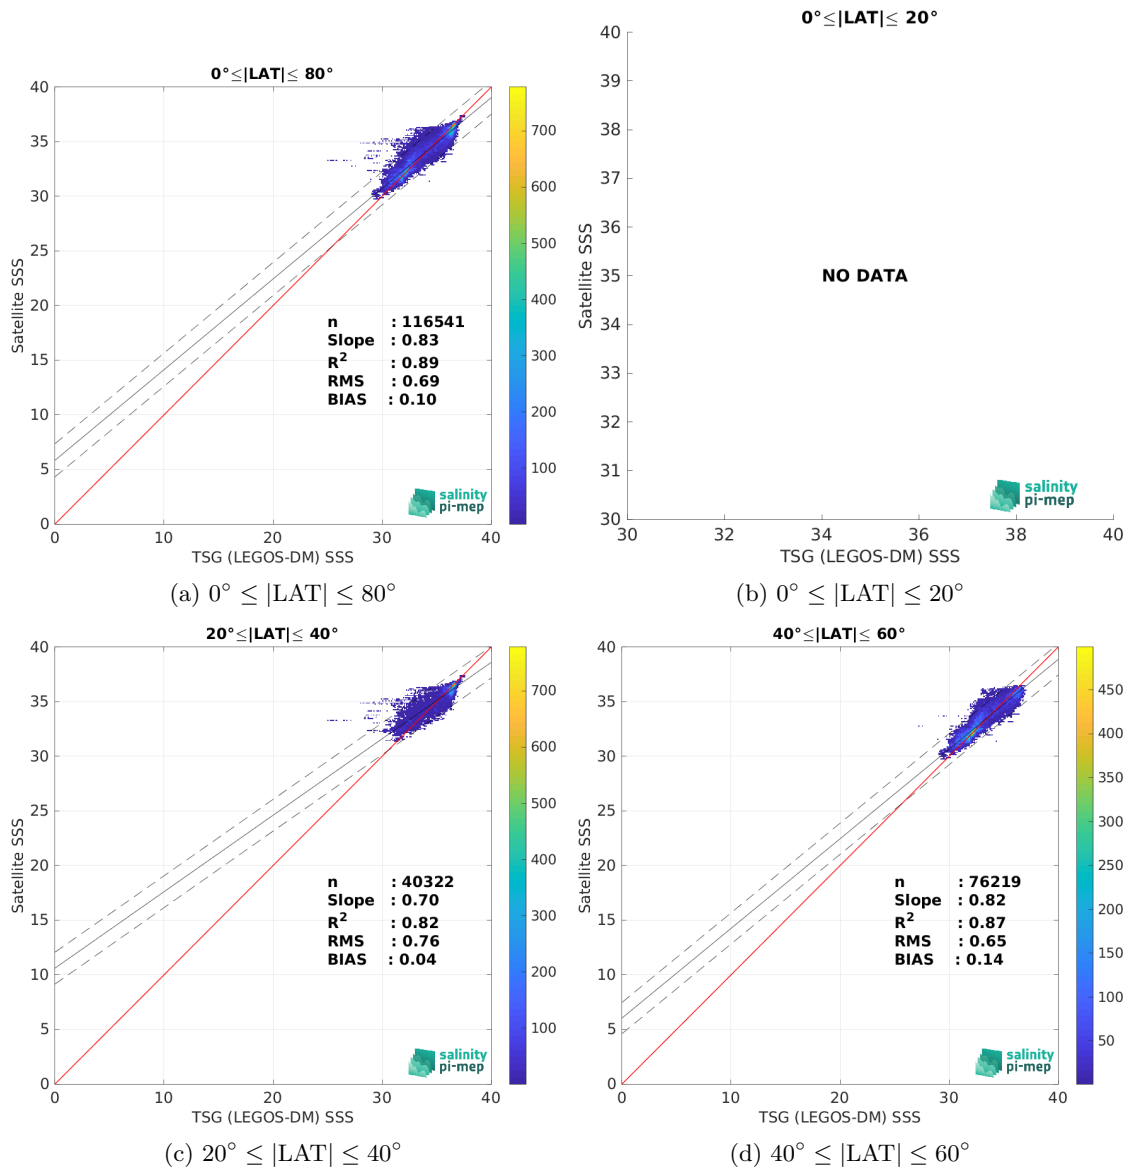 0°≤|LAT|≤ 80°
40
35
30
25
20
15
10
5
0
Satellite SSS
0
10
20
30
40
TSG (LEGOS-DM) SSS
n : 116541
Slope : 0.83
R² : 0.89
RMS : 0.69
BIAS : 0.10
salinity
pi-mep
700
600
500
400
300
200
100
(a) 0° ≤ |LAT| ≤ 80°
0°≤|LAT|≤ 20°
40
39
38
37
36
35
34
33
32
31
30
Satellite SSS
NO DATA
salinity
pi-mep
30
32
34
36
38
40
TSG (LEGOS-DM) SSS
(b) 0° ≤ |LAT| ≤ 20°
20°≤|LAT|≤ 40°
40
35
30
25
20
15
10
5
0
Satellite SSS
0
10
20
30
40
TSG (LEGOS-DM) SSS
n : 40322
Slope : 0.70
R² : 0.82
RMS : 0.76
BIAS : 0.04
salinity
pi-mep
700
600
500
400
300
200
100
(c) 20° ≤ |LAT| ≤ 40°
40°≤|LAT|≤ 60°
40
35
30
25
20
15
10
5
0
Satellite SSS
0
10
20
30
40
TSG (LEGOS-DM) SSS
n : 76219
Slope : 0.82
R² : 0.87
RMS : 0.65
BIAS : 0.14
salinity
pi-mep
450
400
350
300
250
200
150
100
50
(d) 40° ≤ |LAT| ≤ 60°